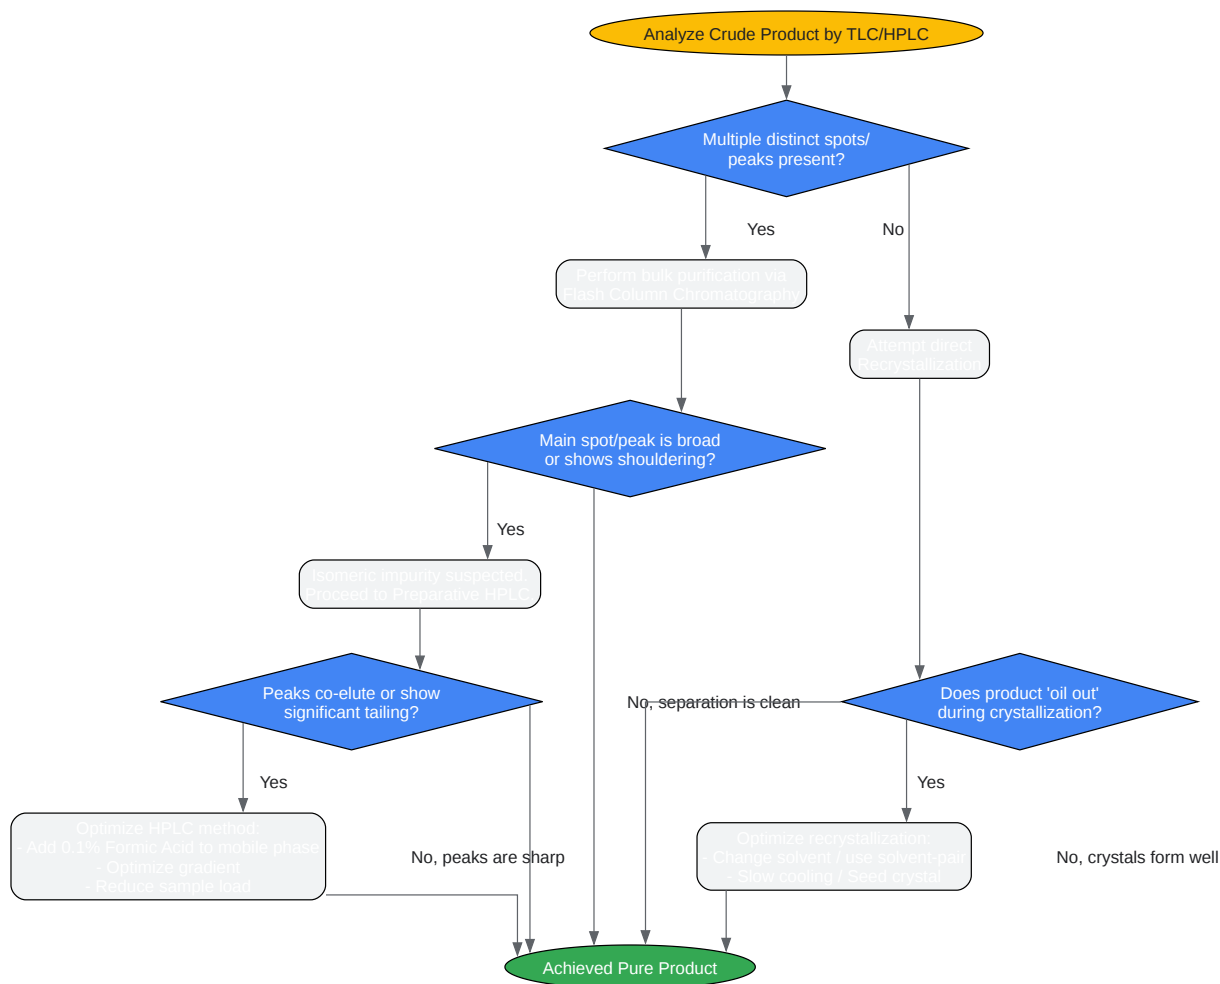 Analyze Crude Product by TLC/HPLC
Multiple distinct spots/
peaks present?
Yes
No
Perform bulk purification via
Flash Column Chromatography
Attempt direct
Recrystallization
Main spot/peak is broad
or shows shouldering?
Yes
Isomeric impurity suspected.
Proceed to Preparative HPLC.
Peaks co-elute or show
significant tailing?
No, separation is clean
Does product 'oil out'
during crystallization?
Yes
Yes
Optimize HPLC method:
- Add 0.1% Formic Acid to mobile phase
- Optimize gradient
- Reduce sample load
No, peaks are sharp
Optimize recrystallization:
- Change solvent / use solvent-pair
- Slow cooling / Seed crystal
No, crystals form well
Achieved Pure Product